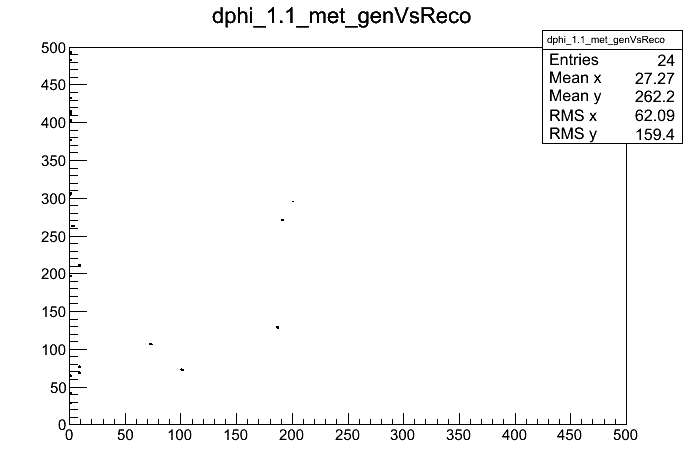 dphi_1.1_met_genVsReco
dphi_1.1_met_genVsReco
Entries 24
Mean x 27.27
Mean y 262.2
RMS x 62.09
RMS y 159.4
500
450
400
350
300
250
200
150
100
50
0
0 50 100 150 200 250 300 350 400 450 500